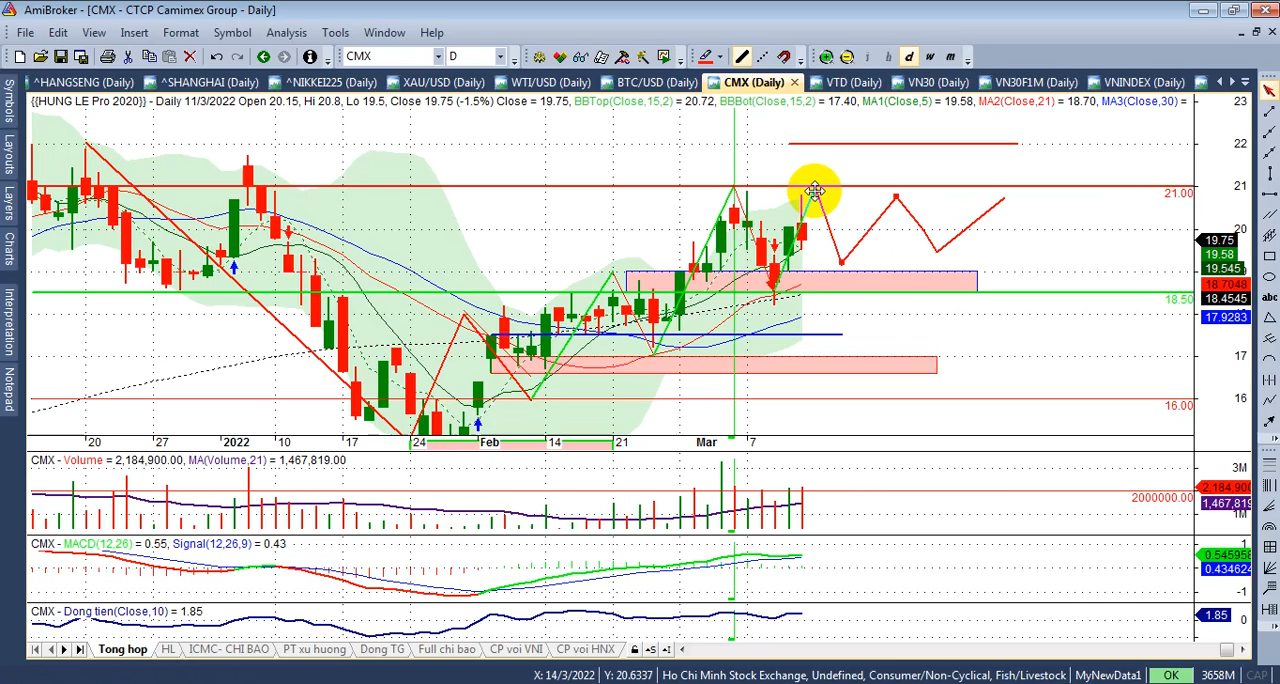 AmiBroker - [CMX - CTCP Camimex Group - Daily]
File Edit View Insert Format Symbol Analysis Tools Window Help
CMX D i h d w m
^HANGSENG (Daily) ^SHANGHAI (Daily) ^NIKKEI225 (Daily) XAU/USD (Daily) WTI/USD (Daily) BTC/USD (Daily) CMX (Daily) VTD (Daily) VN30 (Daily) VN30F1M (Daily) VNINDEX (Daily)
{{HUNG LE Pro 2020}} - Daily 11/3/2022 Open 20.15, Hi 20.8, Lo 19.5, Close 19.75 (-1.5%) Close = 19.75, BBTop(Close,15,2) = 20.72, BBBot(Close,15,2) = 17.40, MA1(Close,5) = 19.58, MA2(Close,21) = 18.70, MA3(Close,30) =
Symbols
Layouts
Layers
Charts
Interpretation
Notepad
23
22
21
21.00
20
19.75
19.58
19.545
18.7048
18.4545
18.50
17.9283
17
16
16.00
20 27 2022 10 17 24 Feb 14 21 Mar 7
CMX - Volume = 2,184,900.00, MA(Volume,21) = 1,467,819.00
3M
2,184,900
2000000.00
1,467,819
1M
CMX - MACD(12,26) = 0.55, Signal(12,26,9) = 0.43
1
0.545958
0.434624
-1
CMX - Dong tien(Close,10) = 1.85
1.85
0
abc
Tong hop HL ICMC- CHI BAO PT xu huong Dong TG Full chi bao CP voi VNI CP voi HNX
X: 14/3/2022 Y: 20.6337 Ho Chi Minh Stock Exchange, Undefined, Consumer/Non-Cyclical, Fish/Livestock MyNewData1 OK 3658M CAP